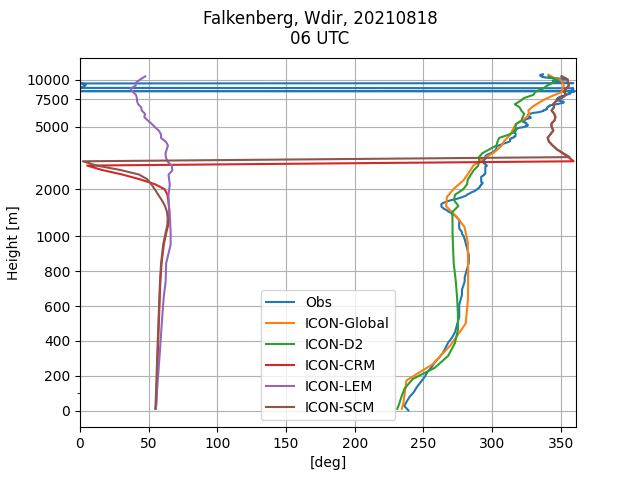 Falkenberg, Wdir, 20210818
06 UTC
10000
7500
5000
2000
1000
800
600
400
200
0
Height [m]
Obs
ICON-Global
ICON-D2
ICON-CRM
ICON-LEM
ICON-SCM
0 50 100 150 200 250 300 350
[deg]